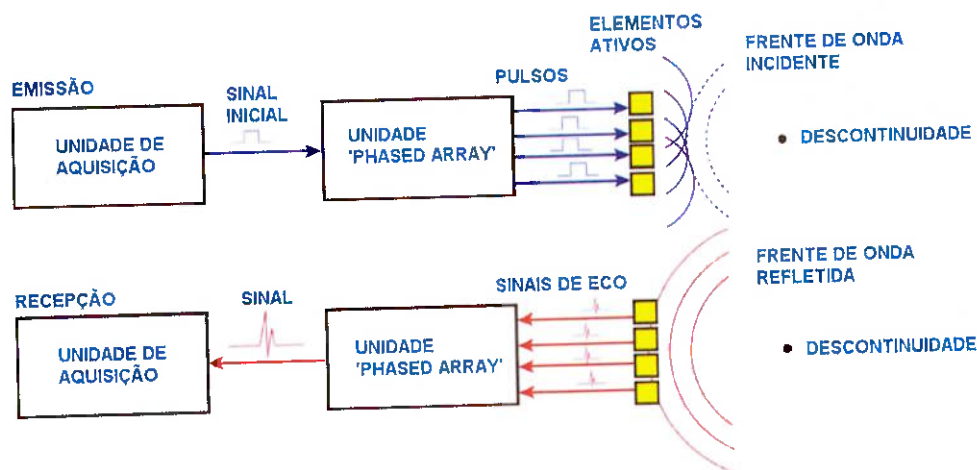 EMISSÃO
UNIDADE DE
AQUISIÇÃO
SINAL
INICIAL
UNIDADE
'PHASED ARRAY'
PULSOS
ELEMENTOS
ATIVOS
FRENTE DE ONDA
INCIDENTE
DESCONTINUIDADE
RECEPÇÃO
UNIDADE DE
AQUISIÇÃO
SINAL
UNIDADE
'PHASED ARRAY'
SINAIS DE ECO
FRENTE DE ONDA
REFLETIDA
DESCONTINUIDADE